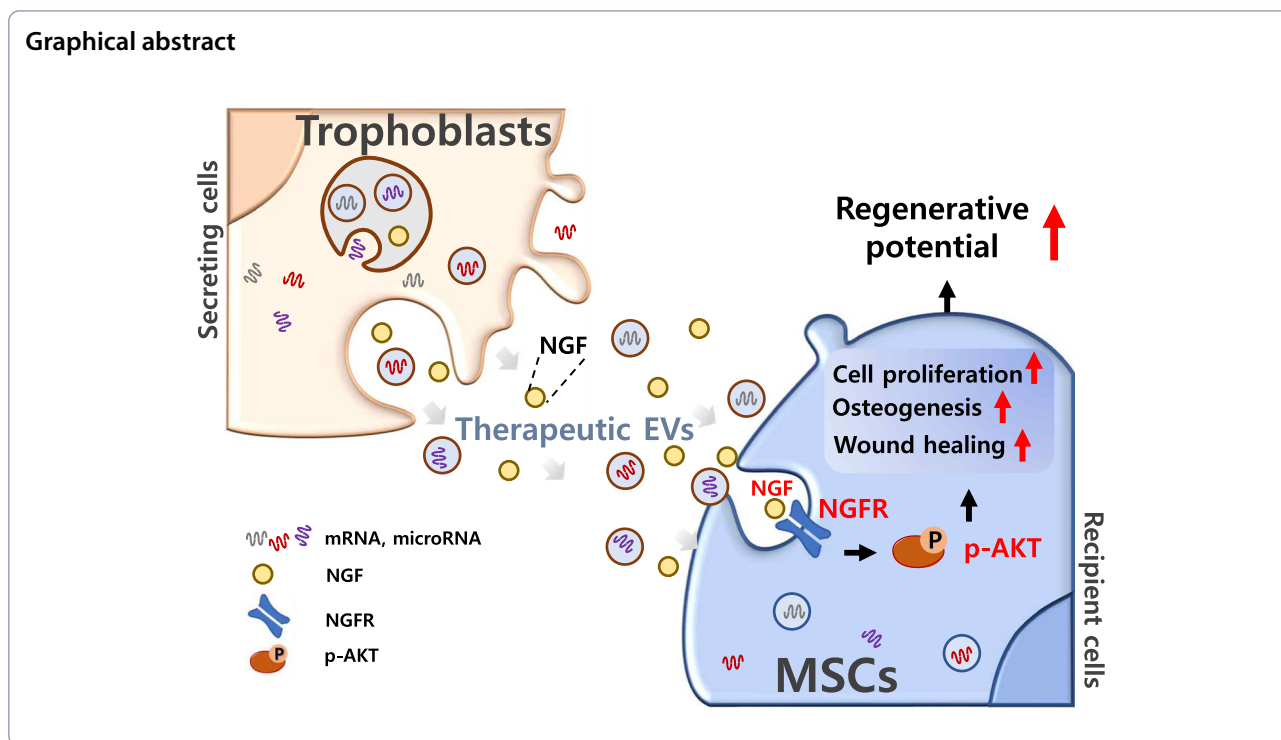 Graphical abstract
Trophoblasts
Secreting cells
NGF
Therapeutic EVs
Regenerative
potential
Cell proliferation
Osteogenesis
Wound healing
NGF
NGFR
P
p-AKT
MSCs
Recipient cells
mRNA, microRNA
NGF
NGFR
P
p-AKT